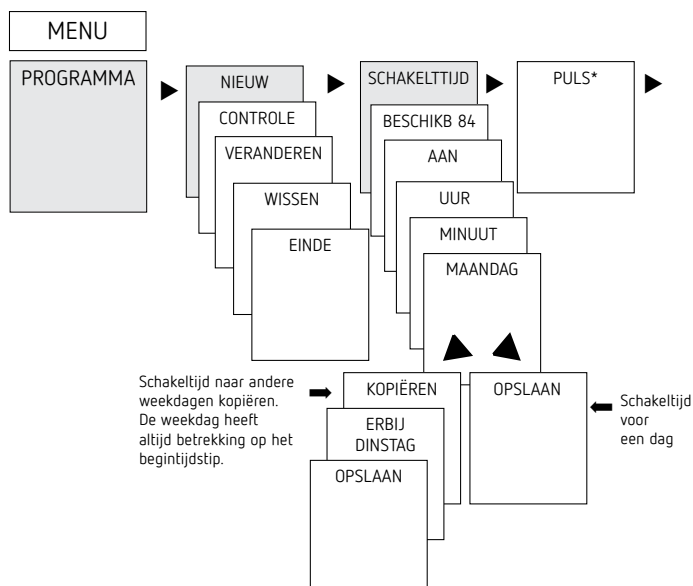 MENU
PROGRAMMA
NIEUW
CONTROLE
VERANDEREN
WISSEN
EINDE
SCHAKELTTIJD
BESCHIKB 84
AAN
UUR
MINUUT
MAANDAG
PULS*
Schakeltijd naar andere
weekdagen kopiëren.
De weekdag heeft
altijd betrekking op het
begintijdstip.
KOPIËREN
ERBIJ
DINSTAG
OPSLAAN
OPSLAAN
Schakeltijd
voor
een dag